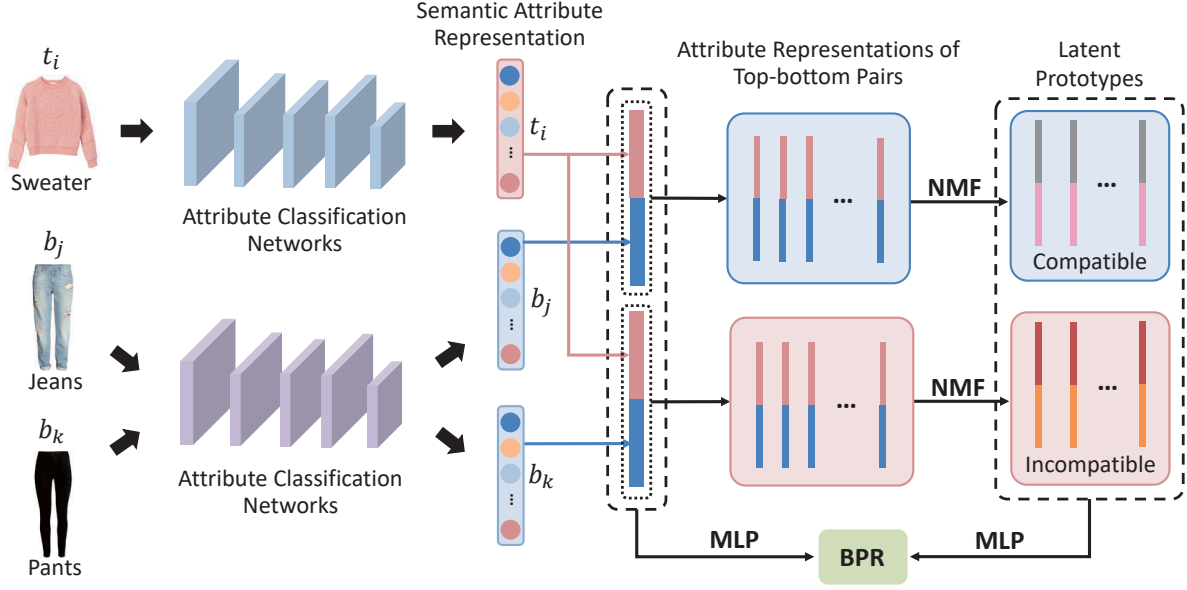 Semantic Attribute
Representation
t_i
Sweater
Attribute Classification
Networks
t_i
...
Attribute Representations of
Top-bottom Pairs
...
NMF
Latent
Prototypes
...
Compatible
b_j
Jeans
b_j
...
b_k
Pants
Attribute Classification
Networks
b_k
...
...
NMF
...
Incompatible
MLP
BPR
MLP